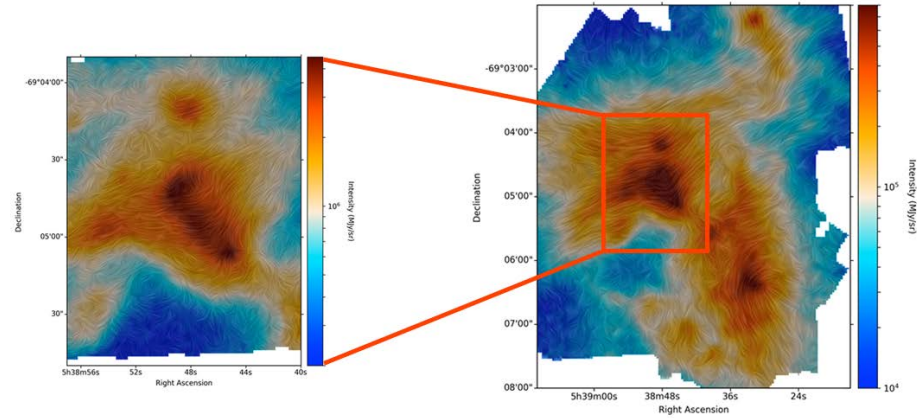 -69°04'00"
30"
05'00"
30"
Declination
5h38m56s 52s 48s 44s 40s
Right Ascension
10⁶
Intensity (MJy/sr)
-69°03'00"
04'00"
05'00"
06'00"
07'00"
08'00"
Declination
5h39m00s 38m48s 36s 24s
Right Ascension
10⁵
10⁴
Intensity (MJy/sr)